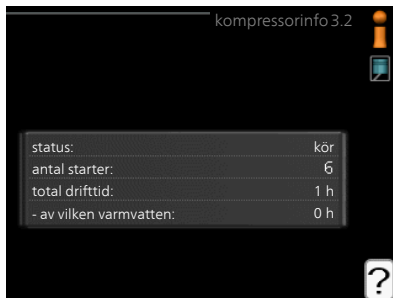 kompressorinfo 3.2
status: kör
antal starter: 6
total drifttid: 1 h
- av vilken varmvatten: 0 h
?